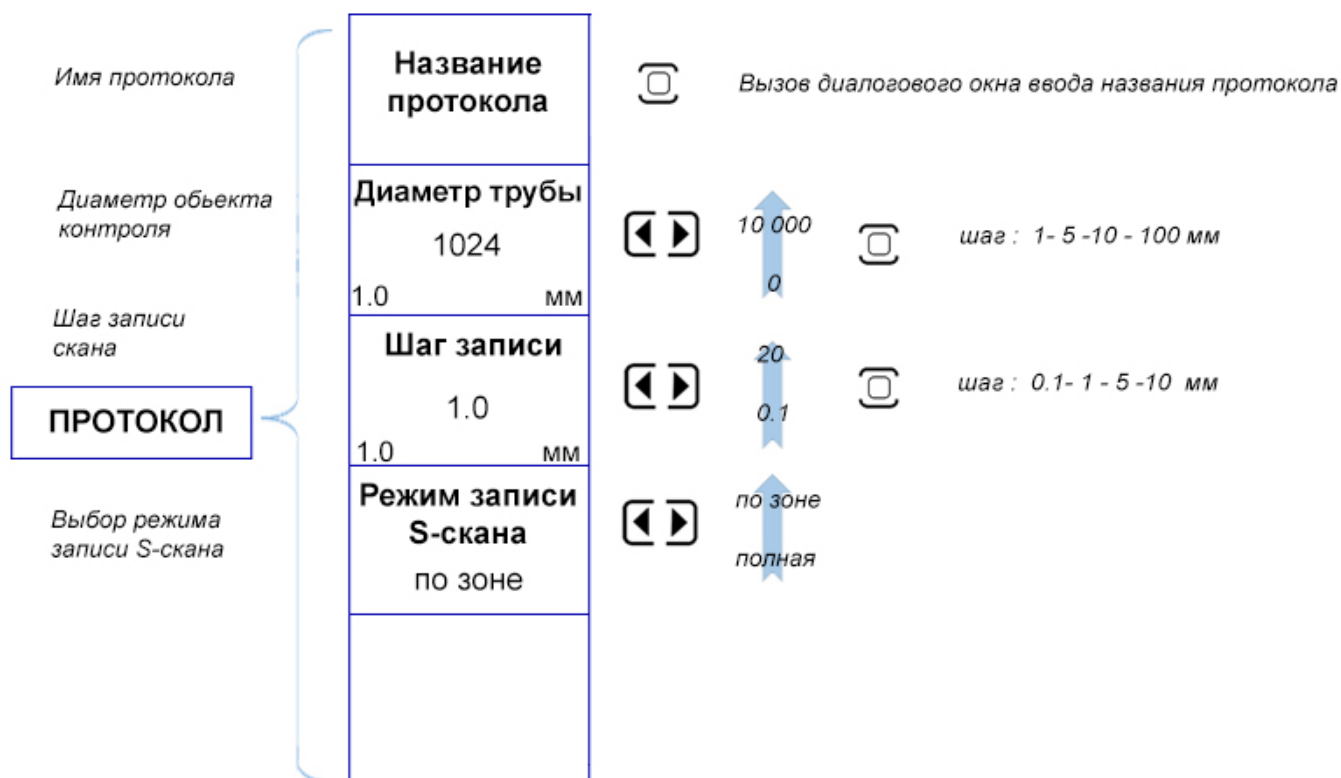 Имя протокола
Название
протокола
Вызов диалогового окна ввода названия протокола
Диаметр обьекта
контроля
Диаметр трубы
1024
1.0 мм
10 000
0
шаг : 1- 5 -10 - 100 мм
Шаг записи
скана
Шаг записи
1.0
1.0 мм
20
0.1
шаг : 0.1- 1 - 5 -10 мм
ПРОТОКОЛ
Выбор режима
записи S-скана
Режим записи
S-скана
по зоне
по зоне
полная